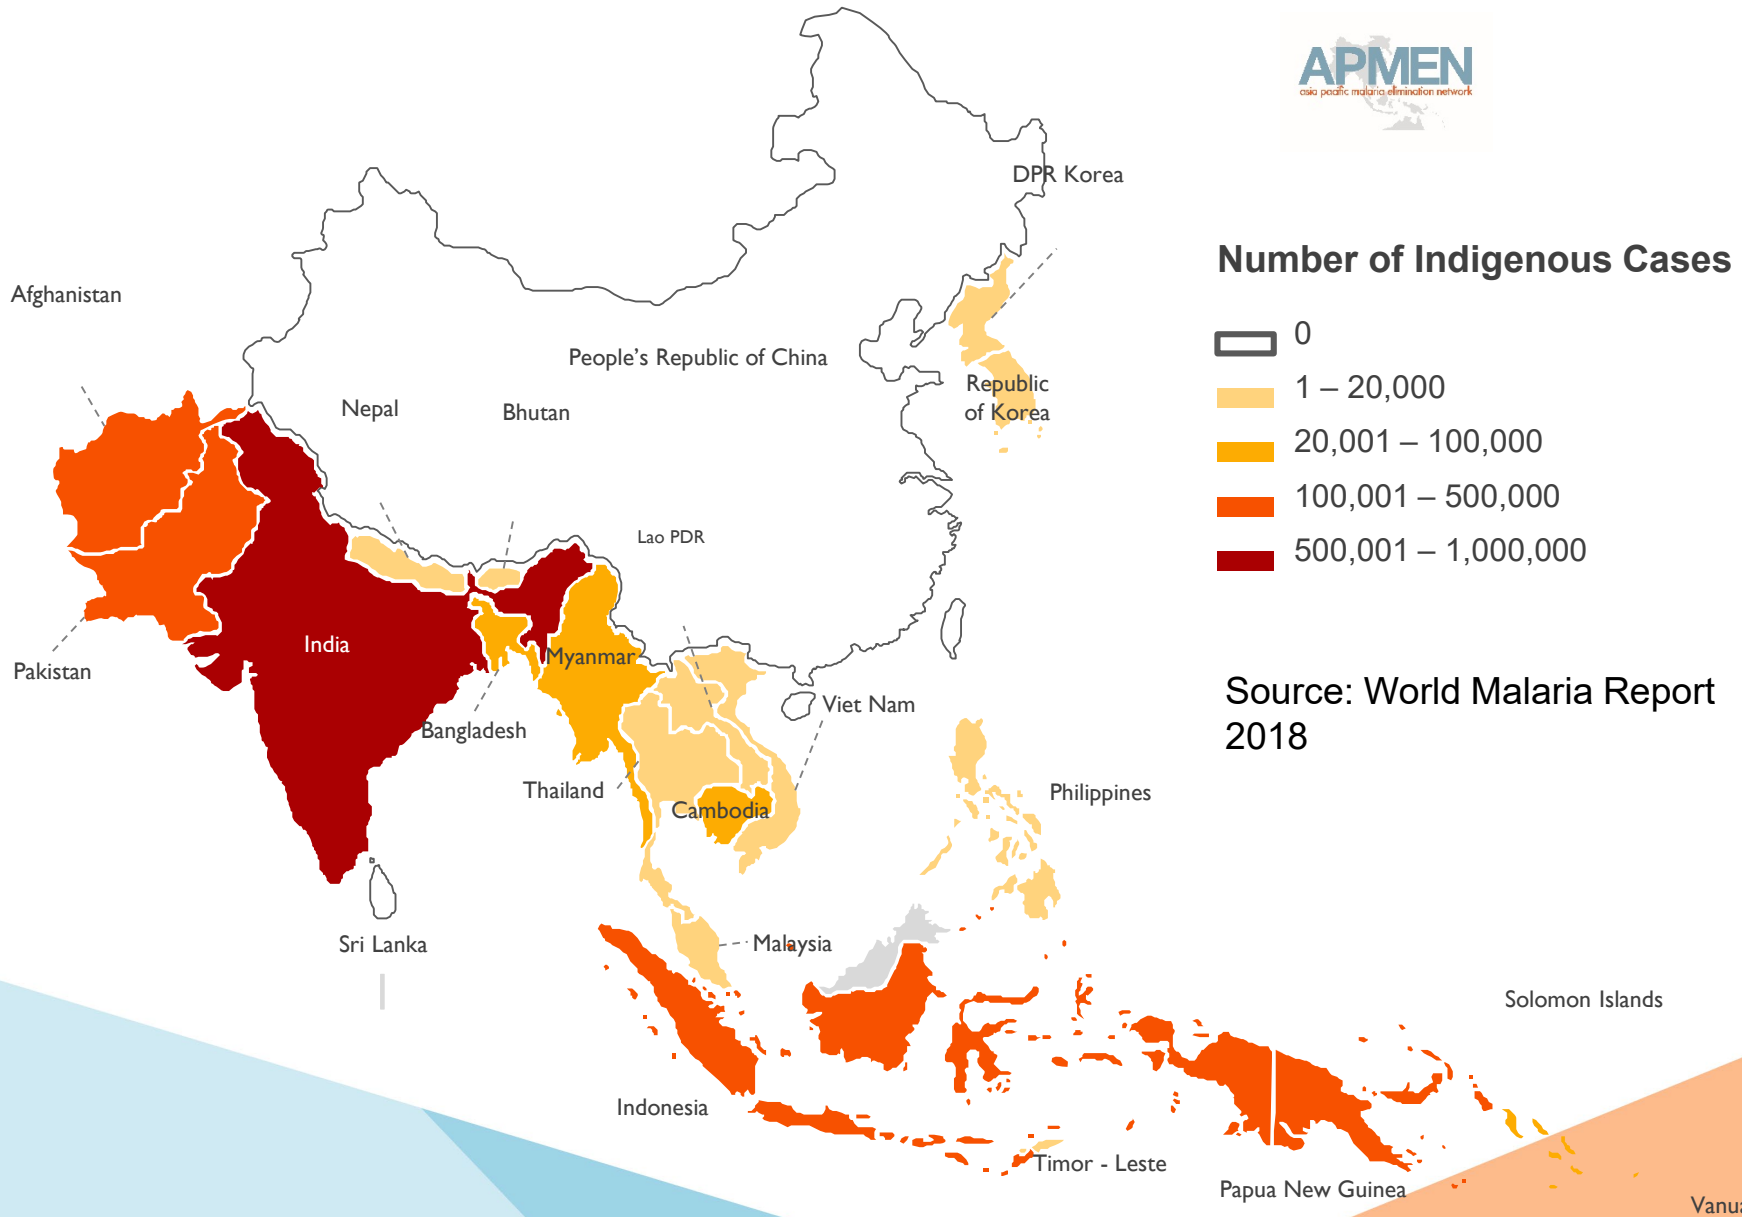 APMEN
asia pacific malaria elimination network
DPR Korea
Number of Indigenous Cases
Afghanistan
0
People's Republic of China
1 – 20,000
Republic
of Korea
Nepal
Bhutan
20,001 – 100,000
100,001 – 500,000
Lao PDR
500,001 – 1,000,000
India
Myanmar
Pakistan
Viet Nam
Source: World Malaria Report
2018
Bangladesh
Thailand
Philippines
Cambodia
Sri Lanka
Malaysia
Solomon Islands
Indonesia
Timor - Leste
Papua New Guinea
Vanua